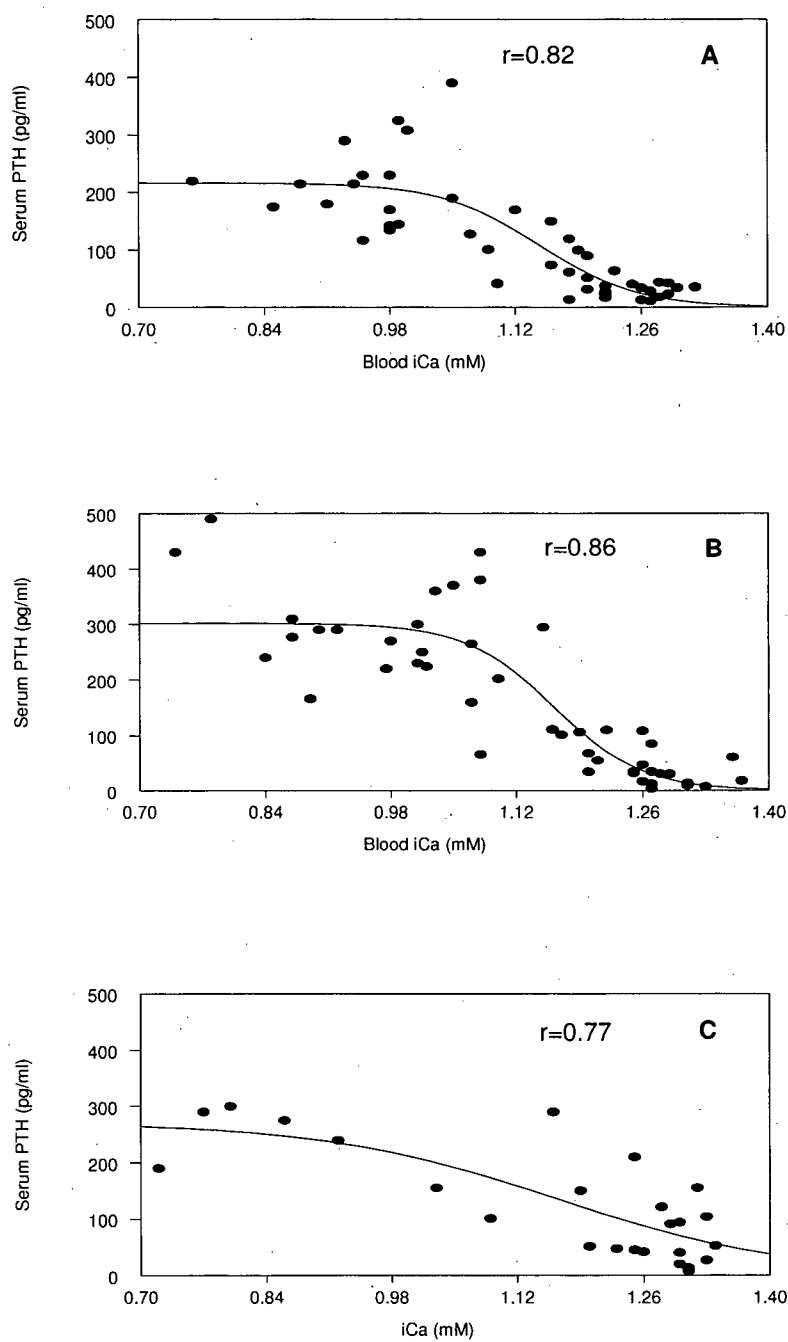 500
400
300
200
100
0
Serum PTH (pg/ml)
r=0.82
A
0.70 0.84 0.98 1.12 1.26 1.40
Blood iCa (mM)
500
400
300
200
100
0
Serum PTH (pg/ml)
r=0.86
B
0.70 0.84 0.98 1.12 1.26 1.40
Blood iCa (mM)
500
400
300
200
100
0
Serum PTH (pg/ml)
r=0.77
C
0.70 0.84 0.98 1.12 1.26 1.40
iCa (mM)